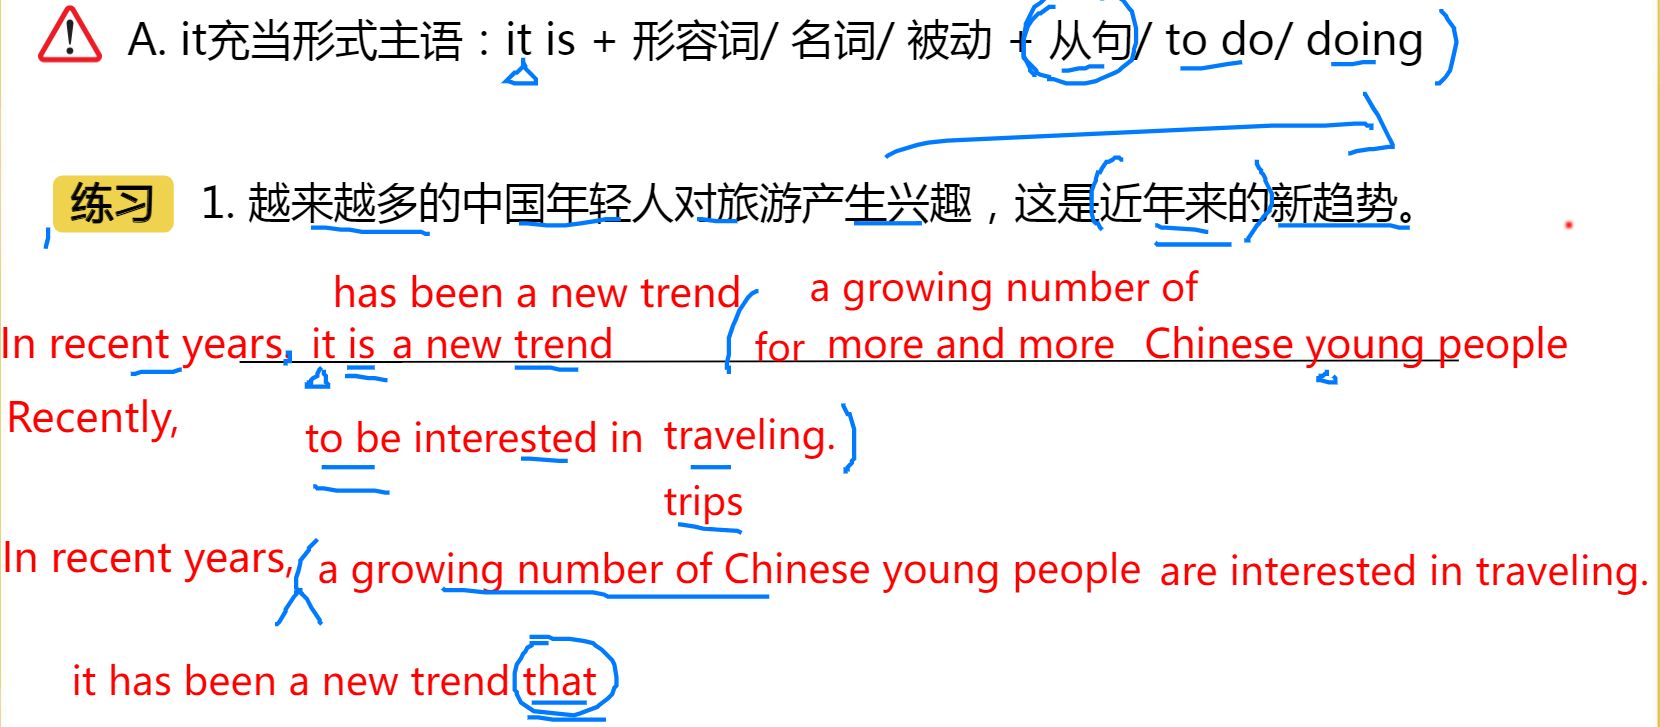 A. it充当形式主语：it is + 形容词/ 名词/ 被动 + 从句/ to do/ doing )
练习 1. 越来越多的中国年轻人对旅游产生兴趣，这是(近年来的)新趋势。
has been a new trend a growing number of
In recent years, it is a new trend ( for more and more Chinese young people
Recently,
to be interested in traveling. )
trips
In recent years, ( a growing number of Chinese young people are interested in traveling.
it has been a new trend that